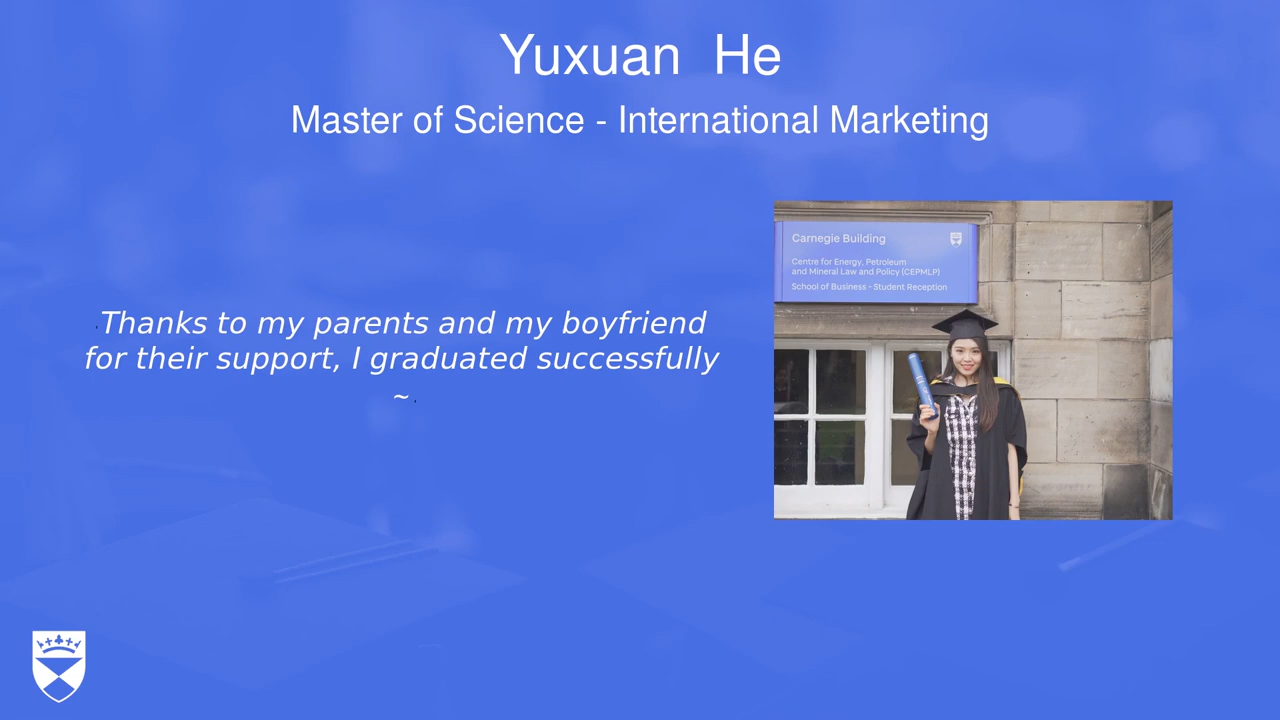 Yuxuan He
Master of Science - International Marketing
Carnegie Building
Centre for Energy, Petroleum
and Mineral Law and Policy (CEPMLP)
School of Business - Student Reception
Thanks to my parents and my boyfriend
for their support, I graduated successfully
~